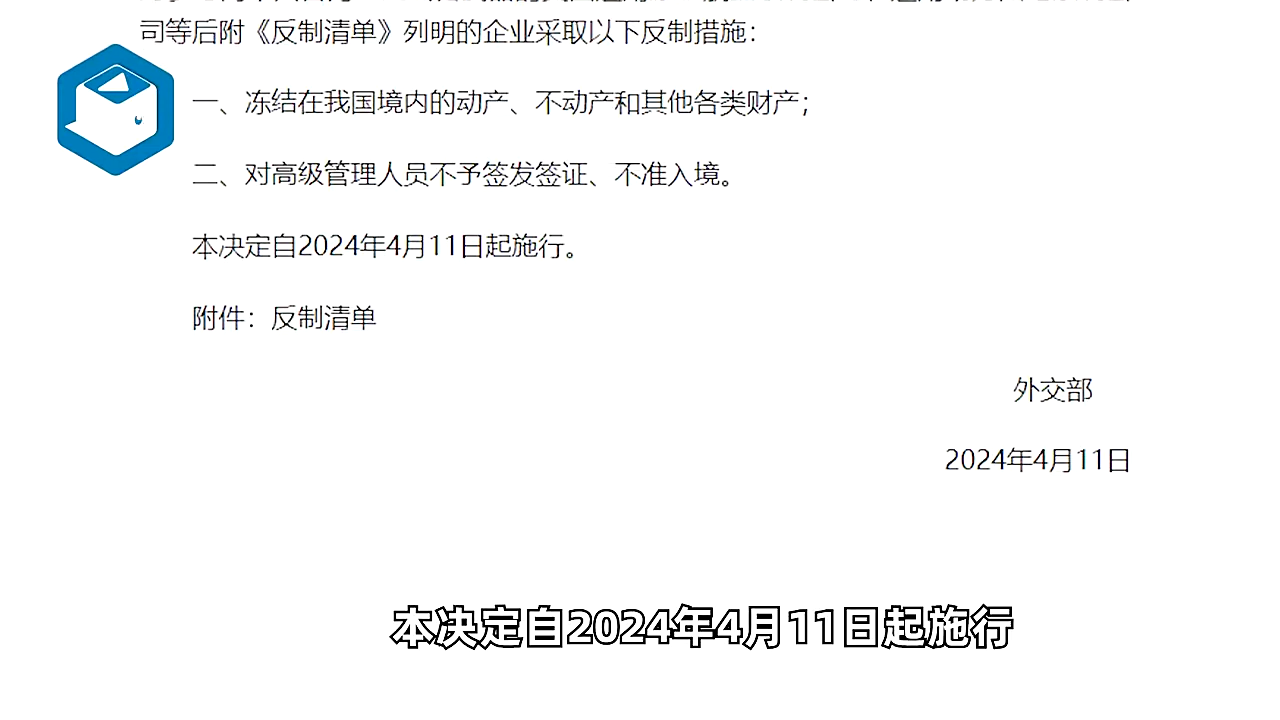 司等后附《反制清单》列明的企业采取以下反制措施：
一、冻结在我国境内的动产、不动产和其他各类财产；
二、对高级管理人员不予签发签证、不准入境。
本决定自2024年4月11日起施行。
附件：反制清单
外交部
2024年4月11日
本决定自2024年4月11日起施行